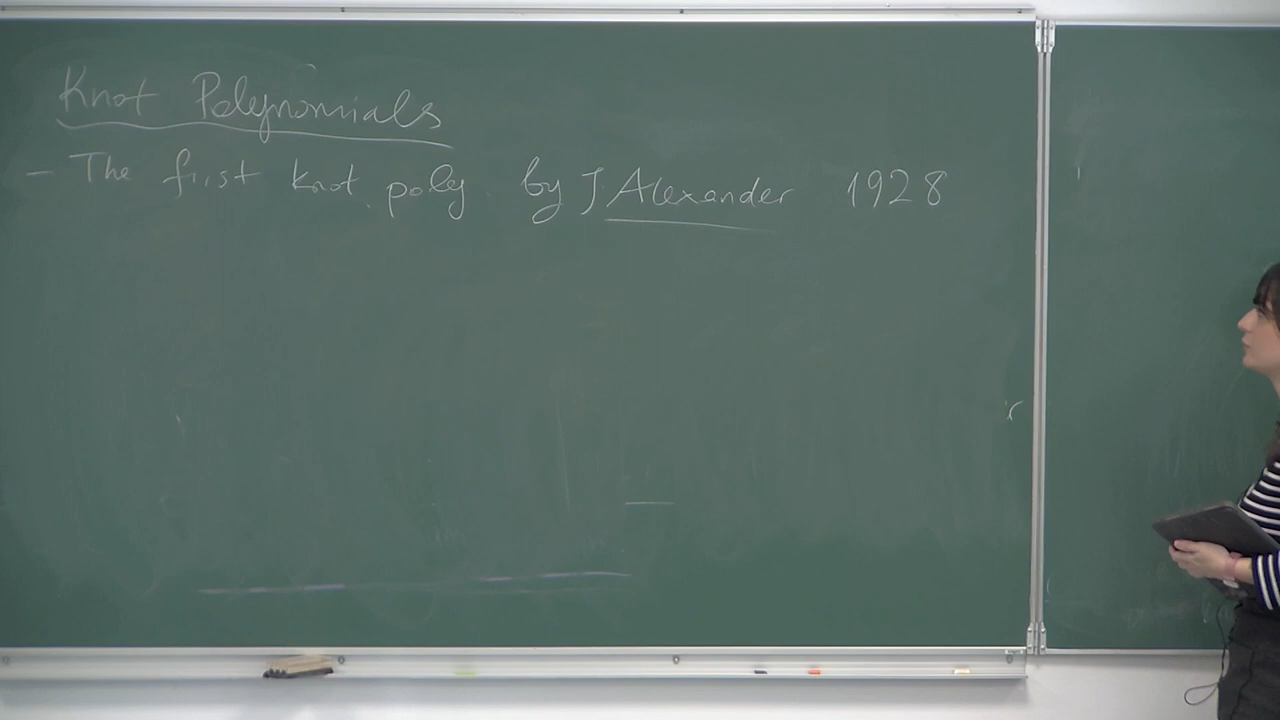 Knot Polynomials
- The first knot poly by J Alexander 1928